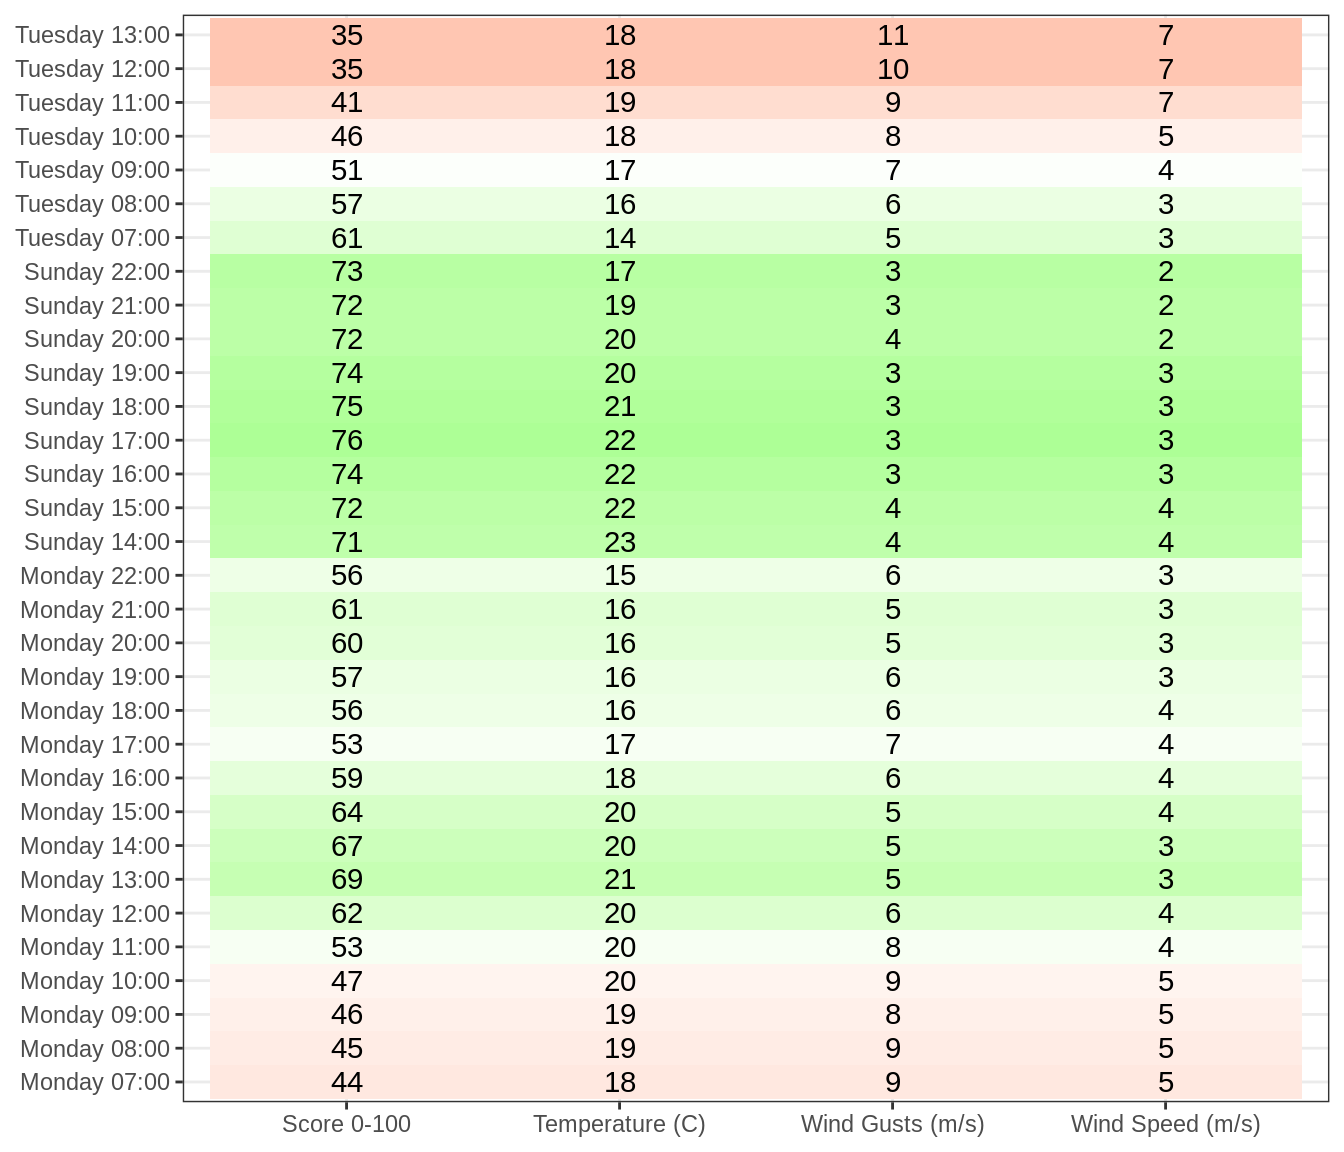 Tuesday 13:00 35 18 11 7
Tuesday 12:00 35 18 10 7
Tuesday 11:00 41 19 9 7
Tuesday 10:00 46 18 8 5
Tuesday 09:00 51 17 7 4
Tuesday 08:00 57 16 6 3
Tuesday 07:00 61 14 5 3
Sunday 22:00 73 17 3 2
Sunday 21:00 72 19 3 2
Sunday 20:00 72 20 4 2
Sunday 19:00 74 20 3 3
Sunday 18:00 75 21 3 3
Sunday 17:00 76 22 3 3
Sunday 16:00 74 22 3 3
Sunday 15:00 72 22 4 4
Sunday 14:00 71 23 4 4
Monday 22:00 56 15 6 3
Monday 21:00 61 16 5 3
Monday 20:00 60 16 5 3
Monday 19:00 57 16 6 3
Monday 18:00 56 16 6 4
Monday 17:00 53 17 7 4
Monday 16:00 59 18 6 4
Monday 15:00 64 20 5 4
Monday 14:00 67 20 5 3
Monday 13:00 69 21 5 3
Monday 12:00 62 20 6 4
Monday 11:00 53 20 8 4
Monday 10:00 47 20 9 5
Monday 09:00 46 19 8 5
Monday 08:00 45 19 9 5
Monday 07:00 44 18 9 5
Score 0-100 Temperature (C) Wind Gusts (m/s) Wind Speed (m/s)